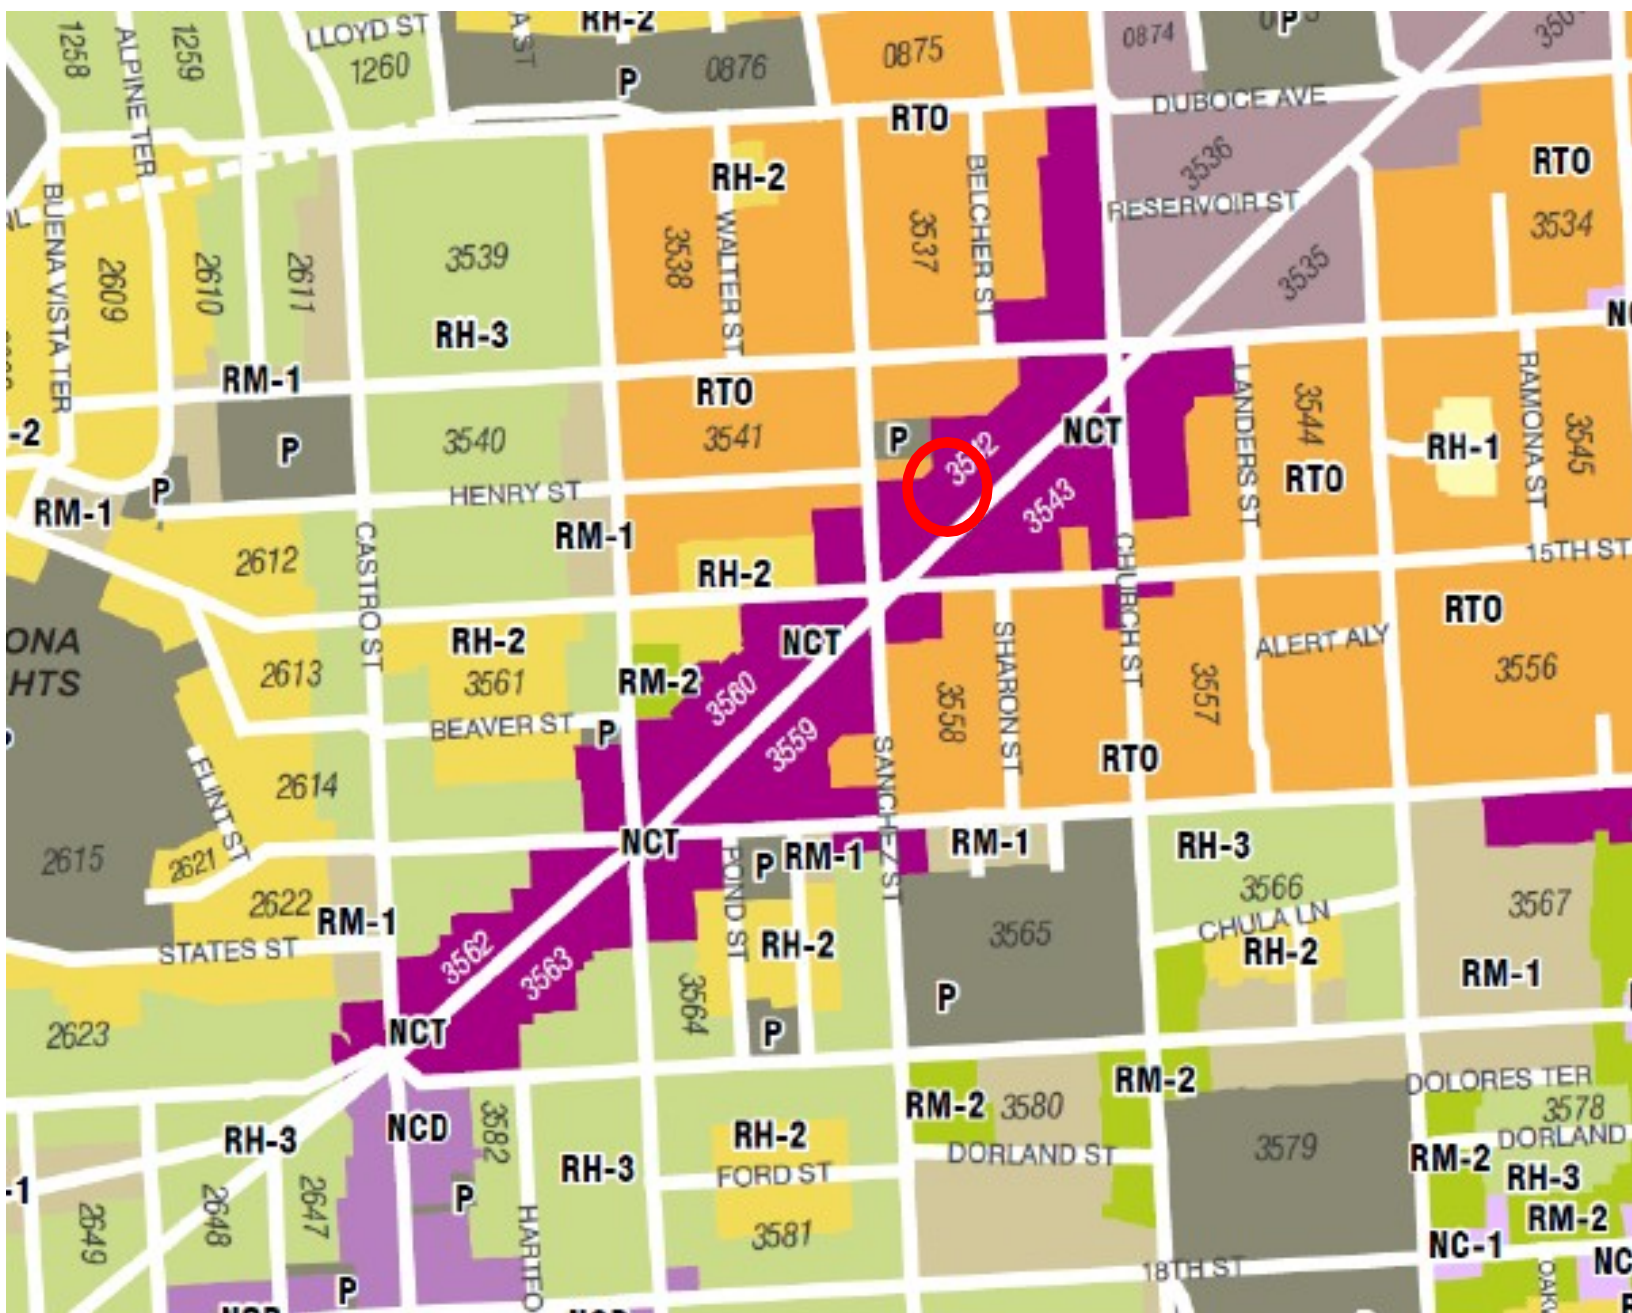 1258
ALPINE TER
1259
LLOYD ST
1260
RH-2
P
0876
0875
0874
P
DUBOCE AVE
RTO
RH-2
3536
RTO
BUENA VISTA TER
2609
2610
2611
3539
3538
WALTER ST
3537
BELCHER ST
RESERVOIR ST
3535
3534
RH-3
RM-1
RTO
-2
P
3540
3541
P
3542
NCT
LANDERS ST
3544
RTO
RH-1
RAMONA ST
3545
RM-1
P
HENRY ST
3543
RM-1
CASTRO ST
2612
RH-2
CHURCH ST
15TH ST
ONA
HTS
RH-2
3561
2613
RM-2
NCT
3560
3559
SHARON ST
3558
3557
ALERT ALY
RTO
3556
BEAVER ST
P
FLINT ST
2614
SANCHEZ ST
RTO
2615
2621
2622
RM-1
NCT
POND ST
P
RM-1
RM-1
RH-3
3566
3567
STATES ST
3562
3563
RH-2
3565
CHULA LN
RH-2
RM-1
3564
P
P
2623
NCT
RM-2
3580
RM-2
DOLORES TER
3578
DORLAND
RH-3
NCD
3582
RH-2
DORLAND ST
3579
RM-2
RH-3
RM-2
-1
2649
2648
2647
P
RH-3
FORD ST
3581
NC-1
18TH ST
P